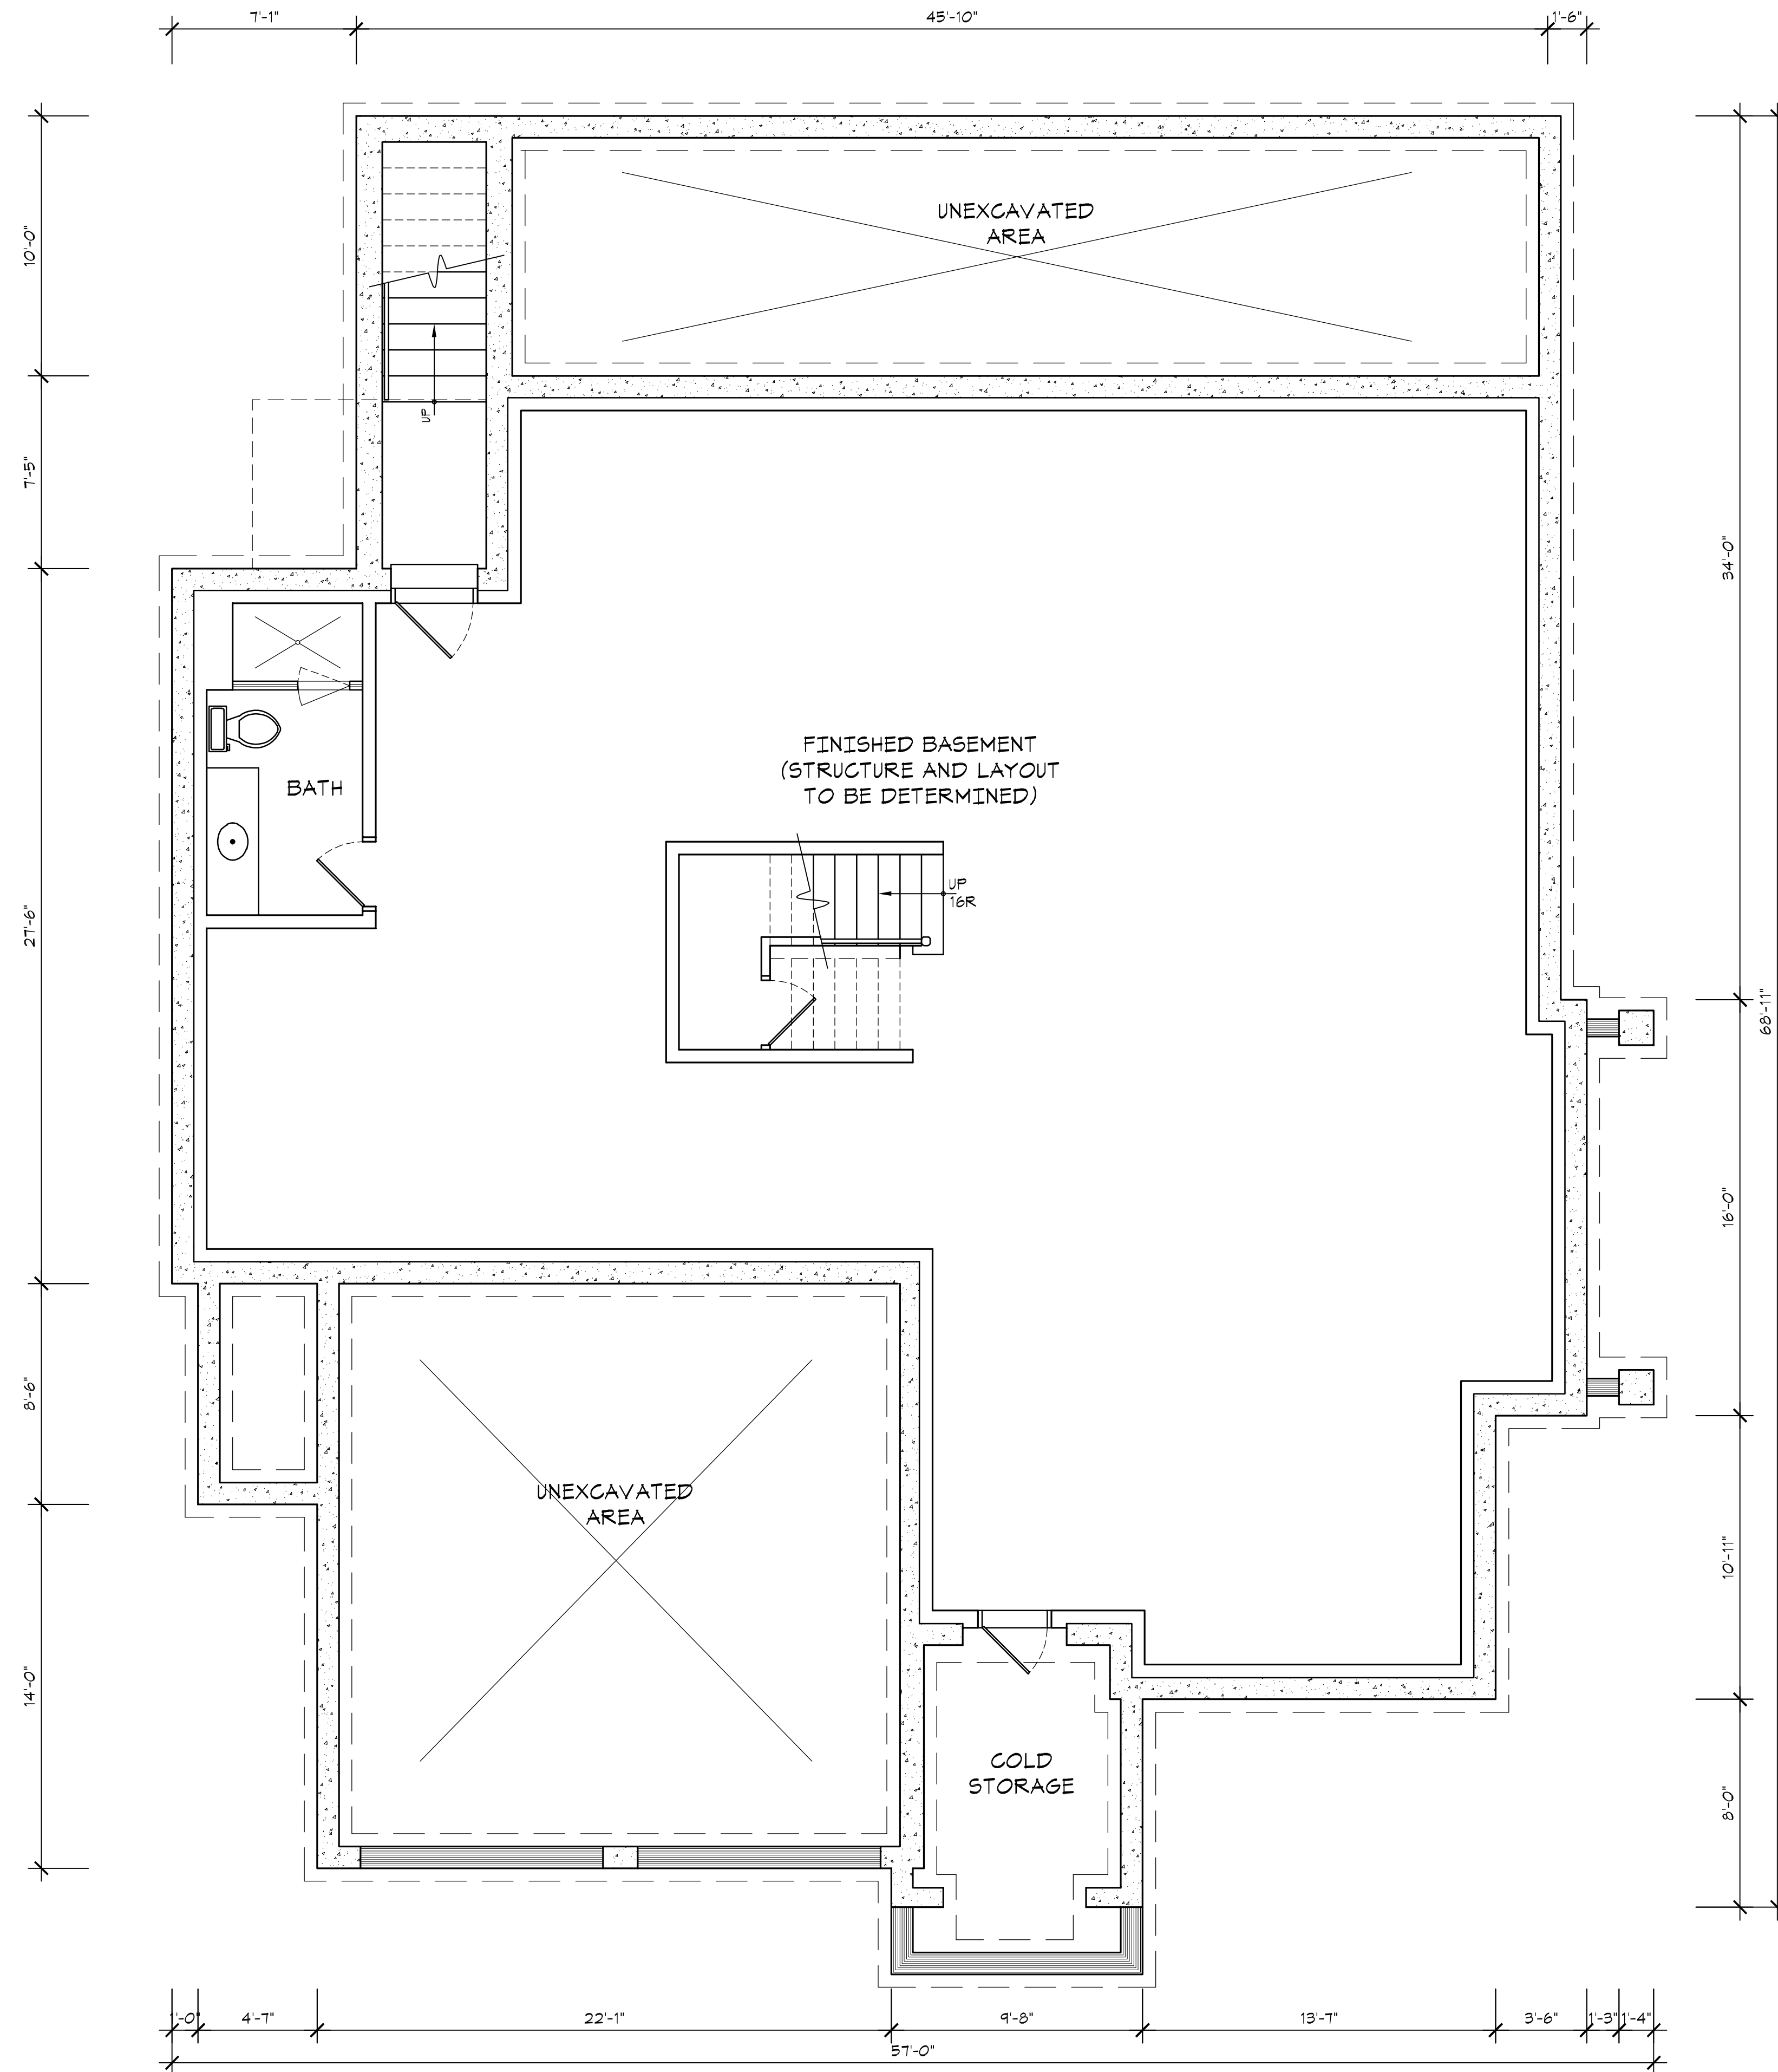 7'-1"
45'-10"
1'-6"
10'-0"
7'-5"
27'-6"
8'-6"
14'-0"
UNEXCAVATED
AREA
UP
BATH
FINISHED BASEMENT
(STRUCTURE AND LAYOUT
TO BE DETERMINED)
UP
16R
UNEXCAVATED
AREA
COLD
STORAGE
34'-0"
16'-0"
10'-11"
8'-0"
68'-11"
1'-0"
4'-7"
22'-1"
9'-8"
13'-7"
3'-6"
1'-3"
1'-4"
57'-0"